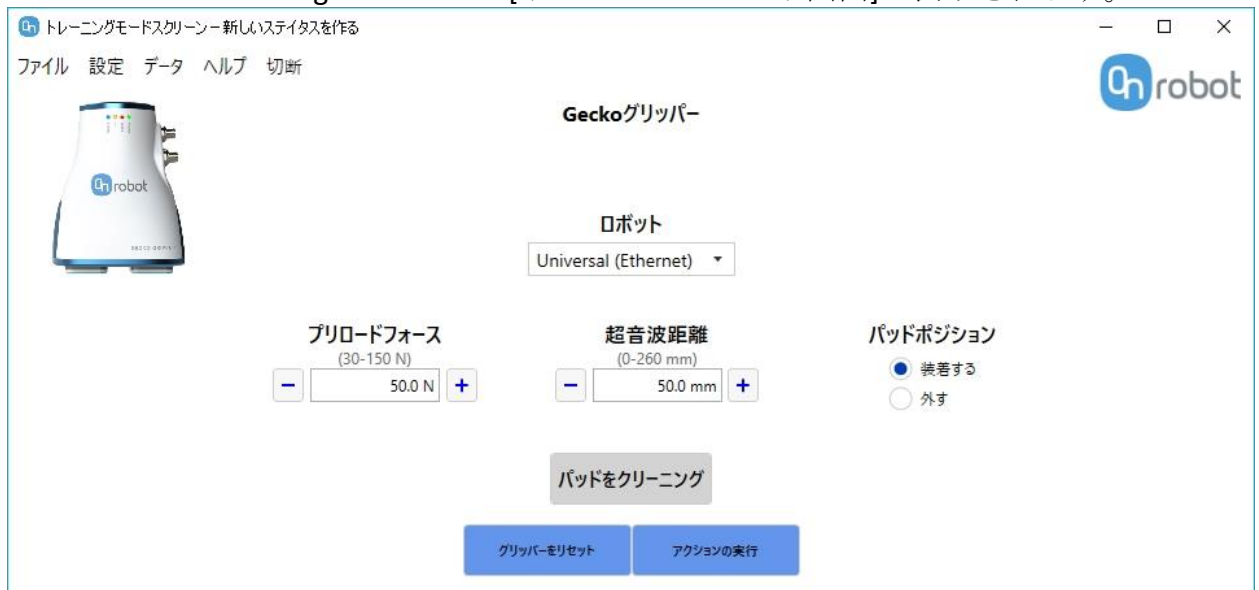 トレーニングモードスクリーン－新しいステイタスを作る
ファイル 設定 データ ヘルプ 切断
On robot
Geckoグリッパー
On robot
ロボット
Universal (Ethernet)
プリロードフォース 超音波距離 パッドポジション
(30-150 N) (0-260 mm)
装着する
− 50.0 N + − 50.0 mm +
外す
パッドをクリーニング
グリッパーをリセット アクションの実行